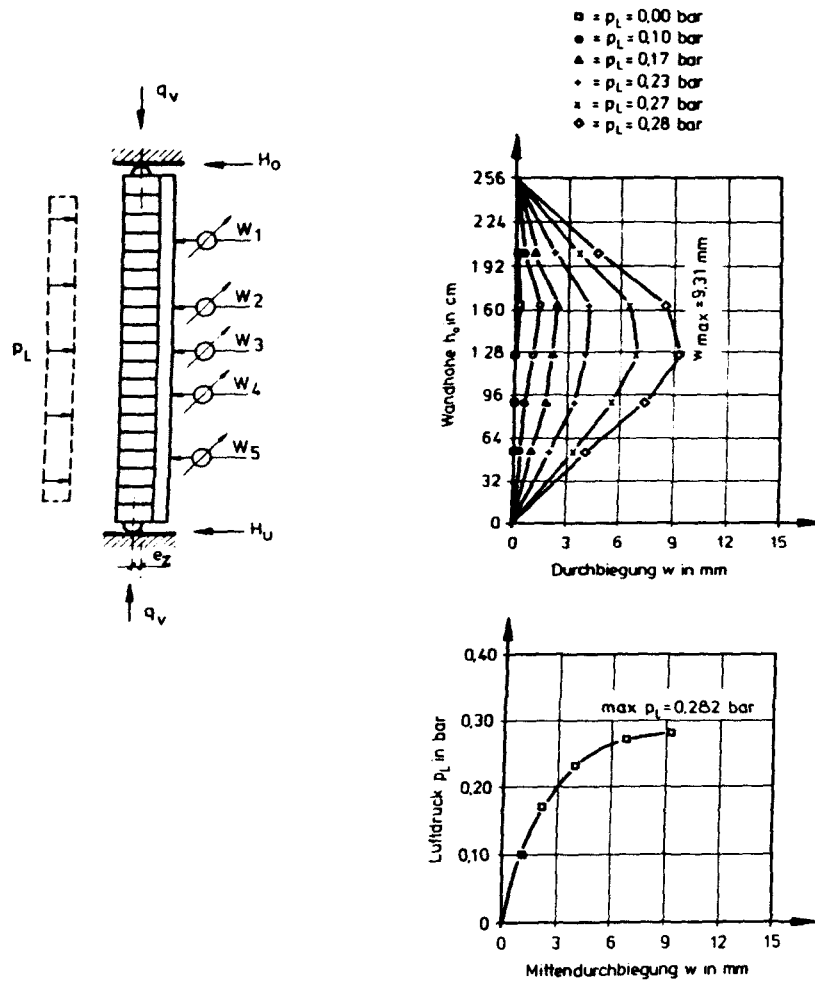 q_v
H_o
W_1
W_2
p_L
W_3
W_4
W_5
H_u
e_z
q_v
□ = p_L = 0,00 bar
● = p_L = 0,10 bar
▲ = p_L = 0,17 bar
+ = p_L = 0,23 bar
x = p_L = 0,27 bar
◇ = p_L = 0,28 bar
Wandhöhe h_o in cm
256
224
192
160
128
96
64
32
0
w max = 9,31 mm
0 3 6 9 12 15
Durchbiegung w in mm
Luftdruck p_L in bar
0,40
0,30
0,20
0,10
0
max p_L = 0,282 bar
0 3 6 9 12 15
Mittendurchbiegung w in mm